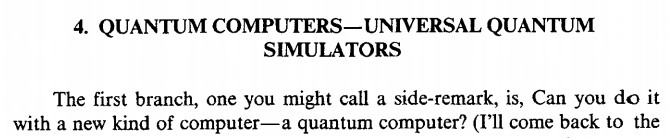 4. QUANTUM COMPUTERS—UNIVERSAL QUANTUM
SIMULATORS
The first branch, one you might call a side-remark, is, Can you do it
with a new kind of computer—a quantum computer? (I'll come back to the